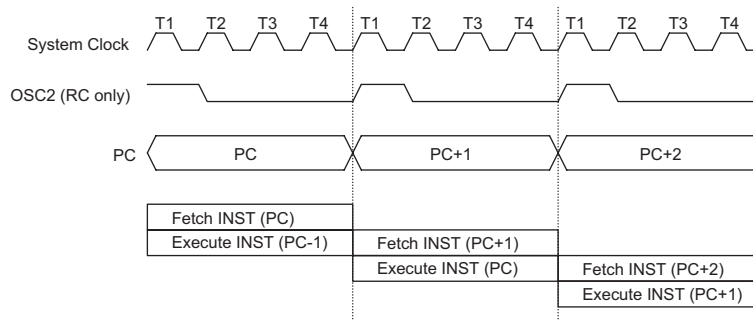 T1 T2 T3 T4 T1 T2 T3 T4 T1 T2 T3 T4
System Clock
OSC2 (RC only)
PC PC PC+1 PC+2
Fetch INST (PC)
Execute INST (PC-1) Fetch INST (PC+1)
Execute INST (PC) Fetch INST (PC+2)
Execute INST (PC+1)